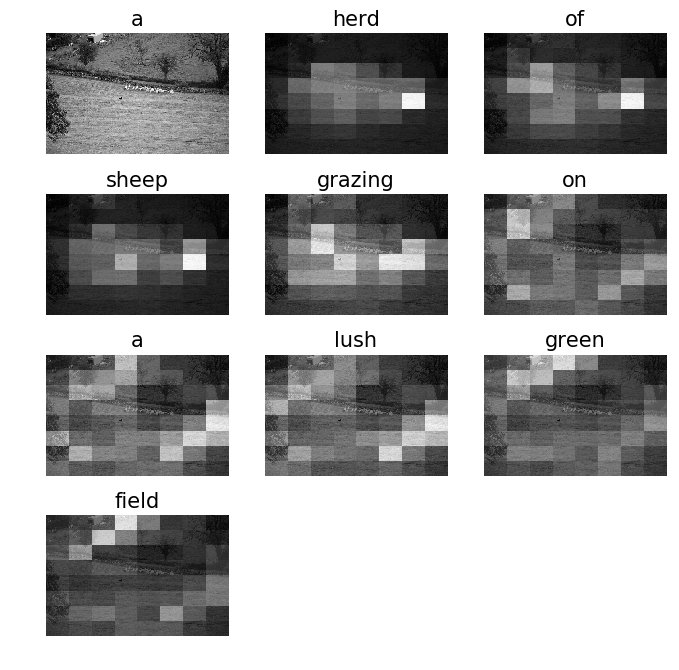 a herd of
sheep grazing on
a lush green
field